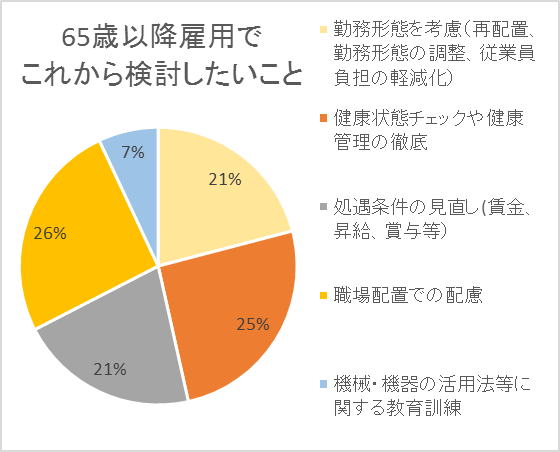 65歳以降雇用で
これから検討したいこと
勤務形態を考慮(再配置、
勤務形態の調整、従業員
負担の軽減化)
健康状態チェックや健康
管理の徹底
処遇条件の見直し(賃金、
昇給、賞与等)
職場配置での配慮
機械・機器の活用法等に
関する教育訓練
7%
21%
26%
25%
21%